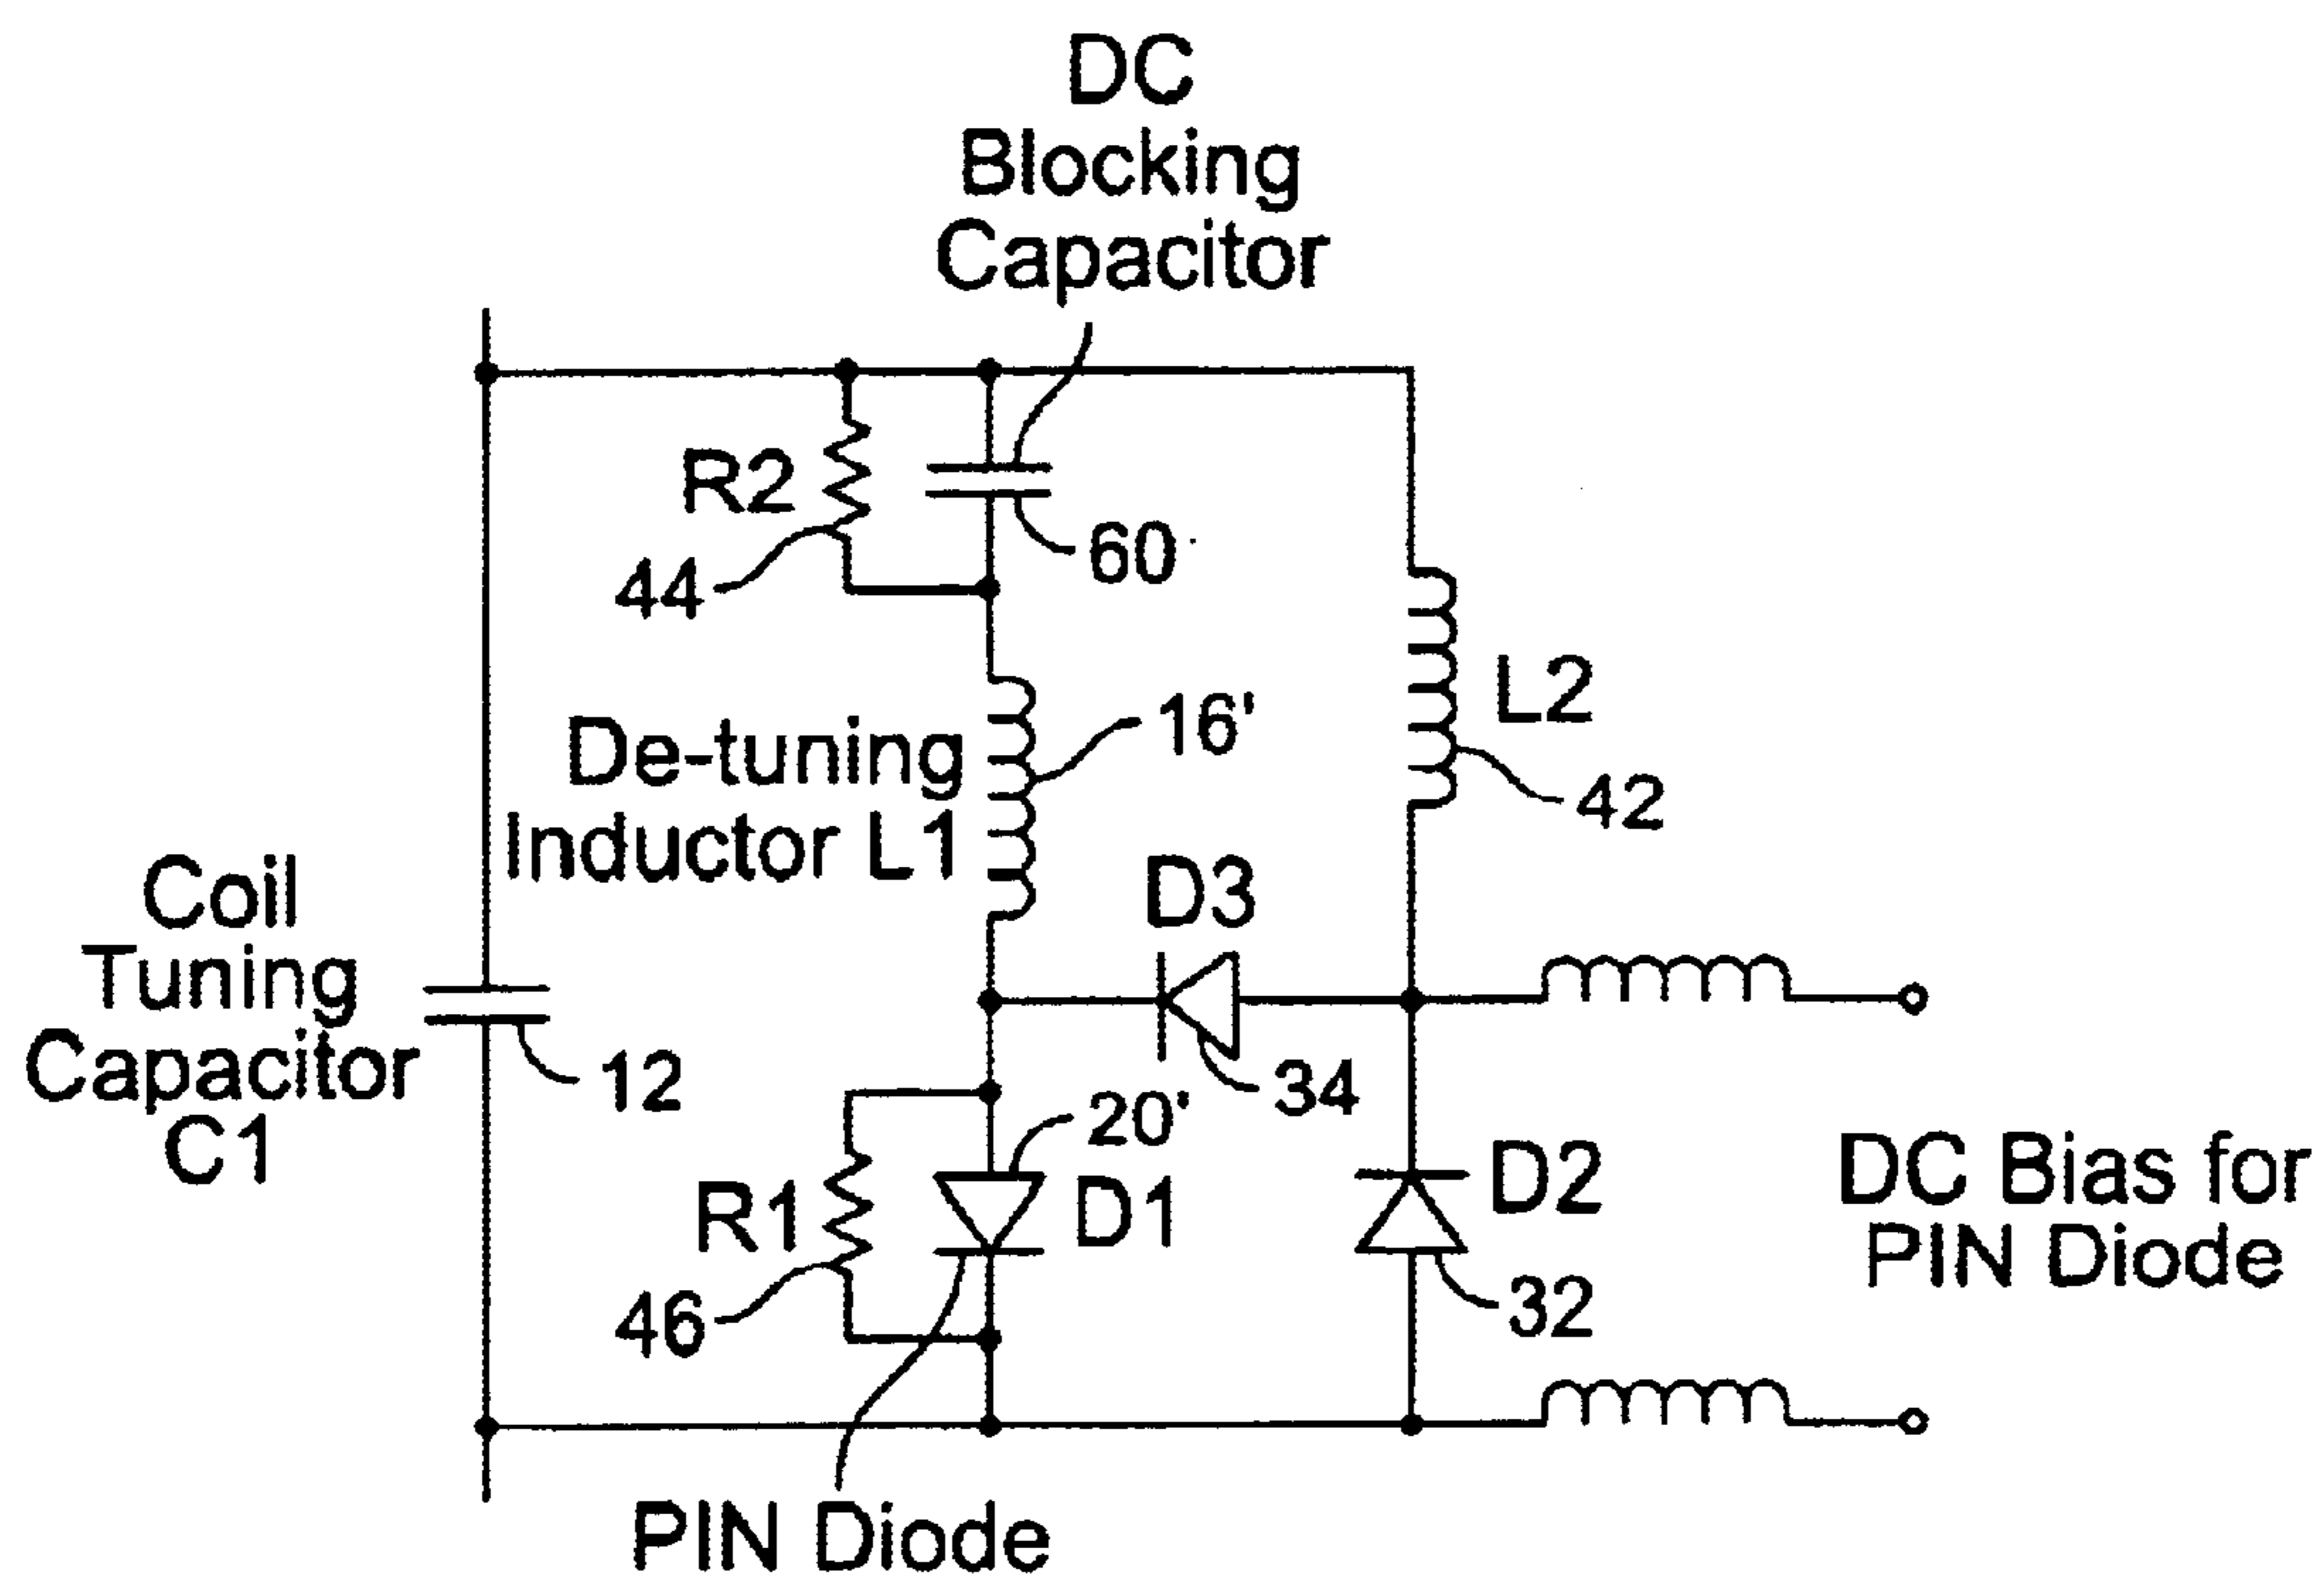 DC
Blocking
Capacitor
R2
44
60
De-tuning
Inductor L1
16'
L2
42
Coil
Tuning
Capacitor
C1
12
D3
34
20'
R1
D1
46
D2
32
DC Bias for
PIN Diode
PIN Diode